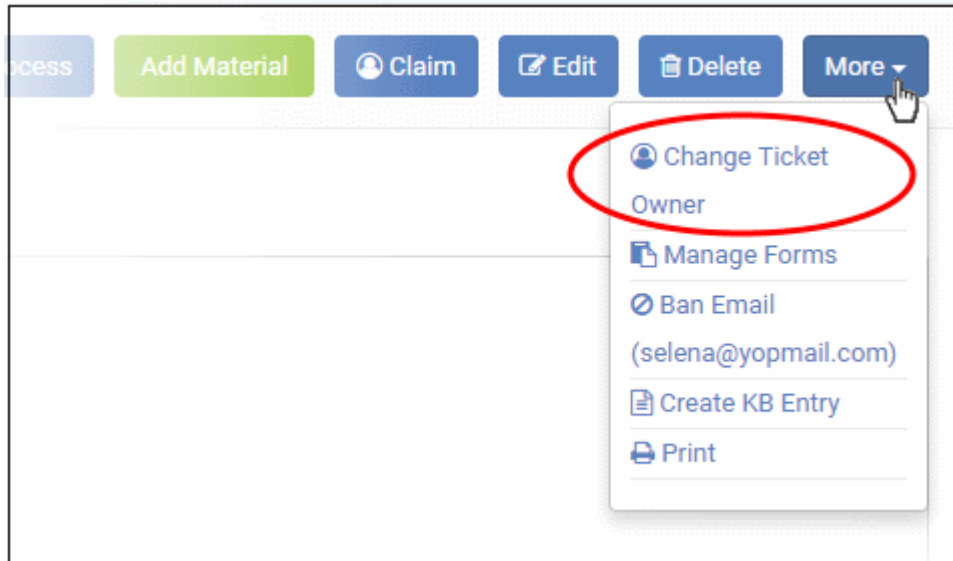 Add Material Claim Edit Delete More
Change Ticket
Owner
Manage Forms
Ban Email
(selena@yopmail.com)
Create KB Entry
Print